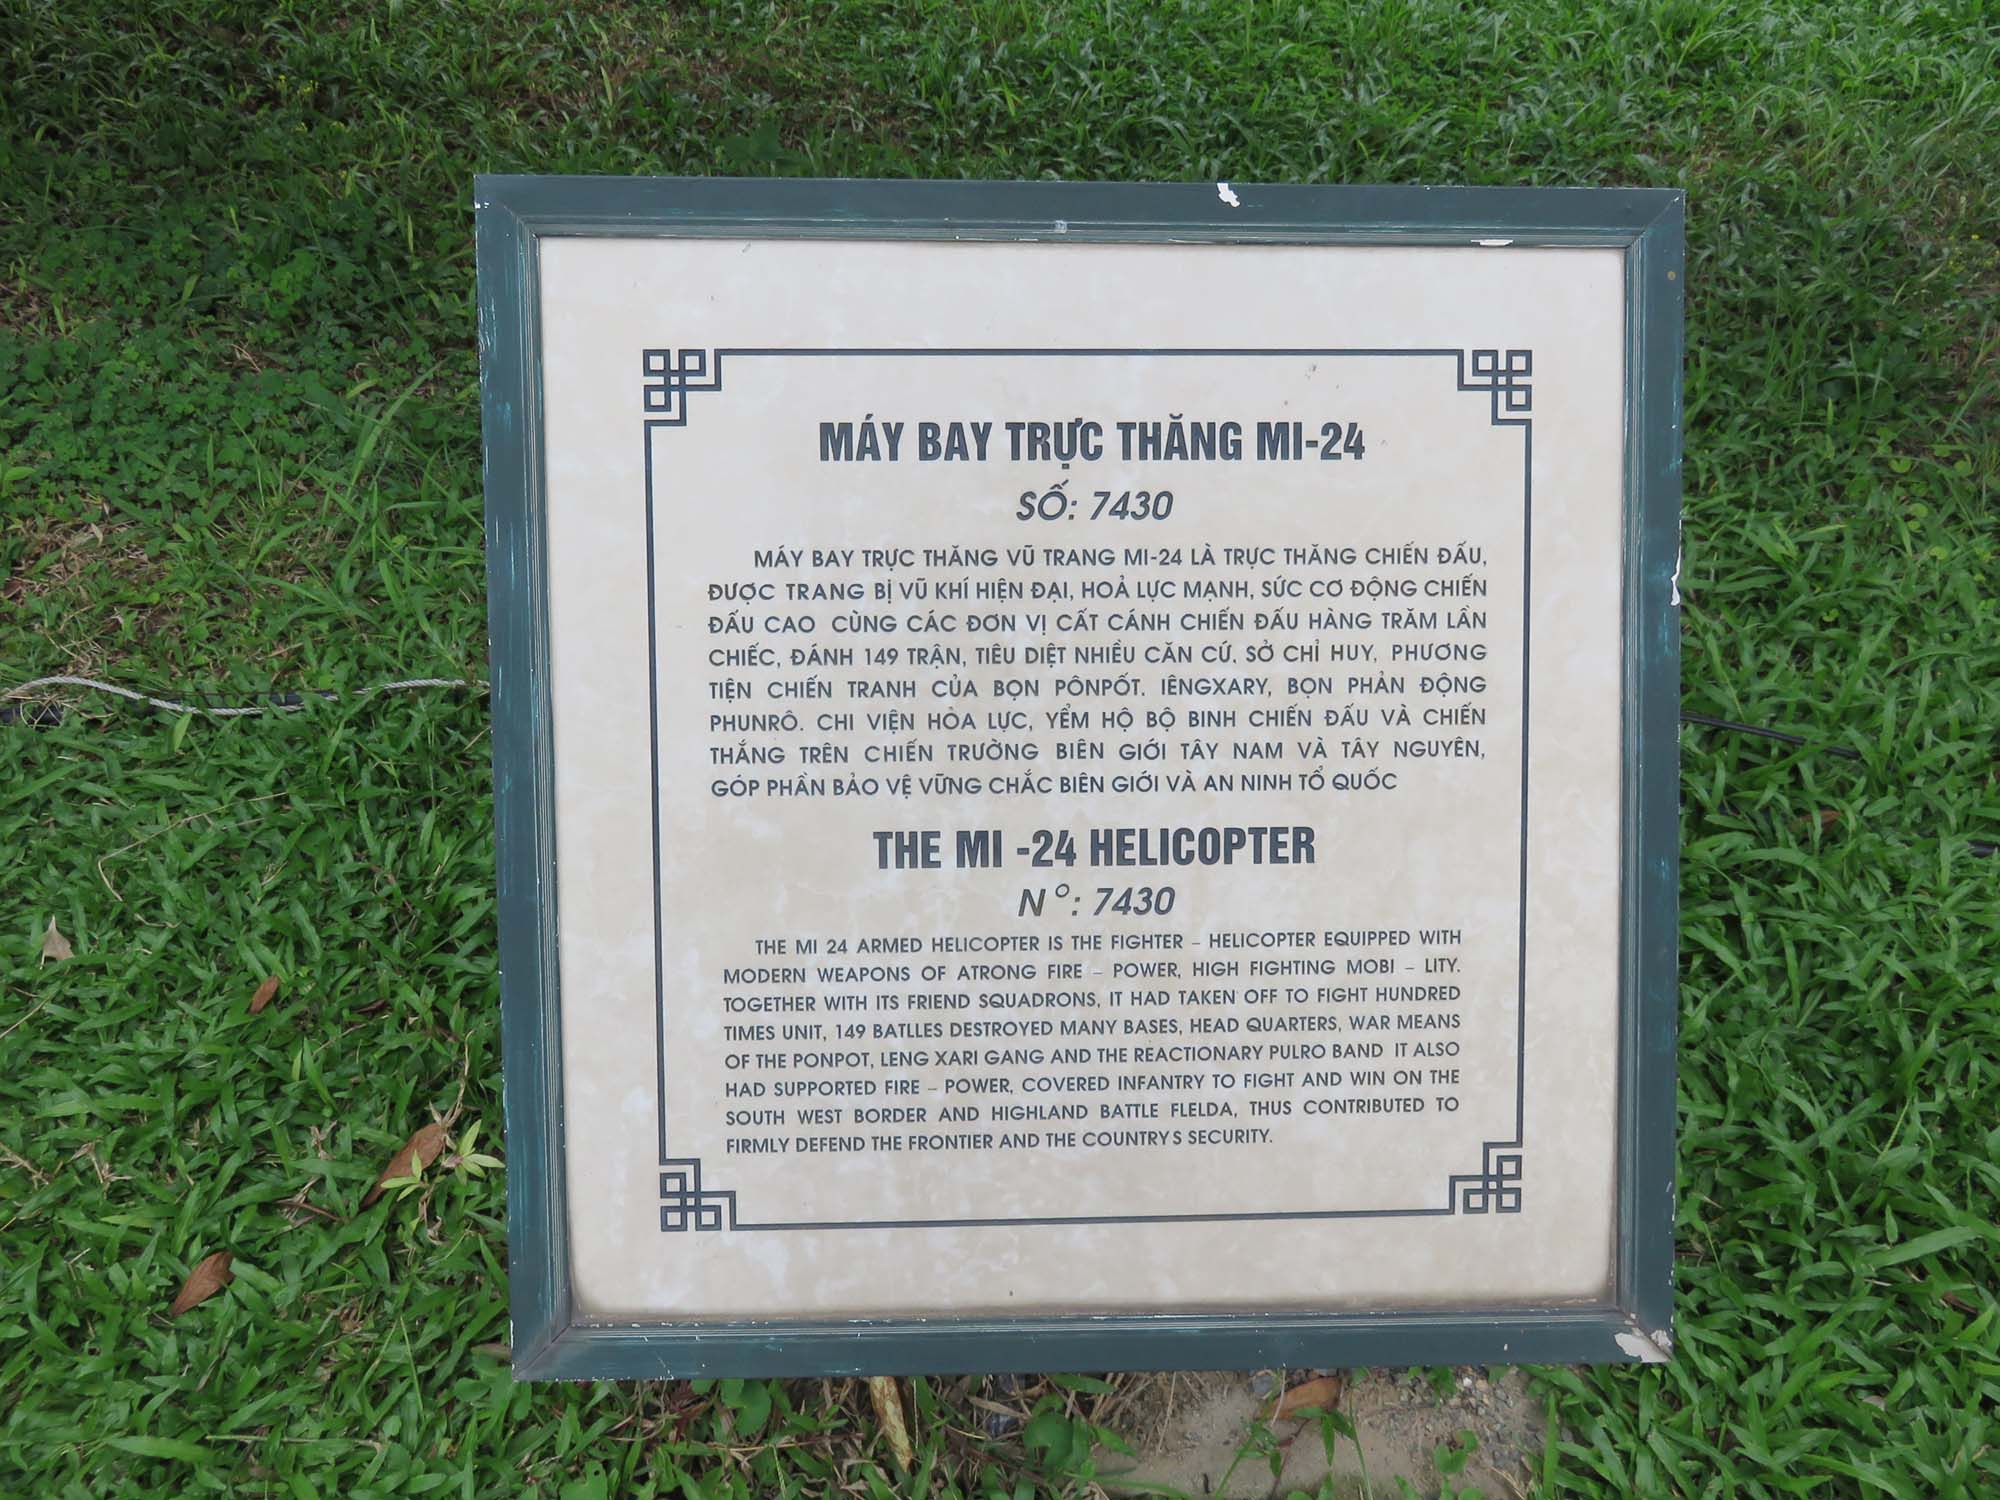 MÁY BAY TRỰC THĂNG MI-24
SỐ: 7430
MÁY BAY TRỰC THĂNG VŨ TRANG MI-24 LÀ TRỰC THĂNG CHIẾN ĐẤU,
ĐƯỢC TRANG BỊ VŨ KHÍ HIỆN ĐẠI, HOẢ LỰC MẠNH, SỨC CƠ ĐỘNG CHIẾN
ĐẤU CAO CÙNG CÁC ĐƠN VỊ CẤT CÁNH CHIẾN ĐẤU HÀNG TRĂM LẦN
CHIẾC, ĐÁNH 149 TRẬN, TIÊU DIỆT NHIỀU CĂN CỨ, SỞ CHỈ HUY, PHƯƠNG
TIỆN CHIẾN TRANH CỦA BỌN PÔNPỐT. IÊNGXARY, BỌN PHẢN ĐỘNG
PHUNRÔ. CHI VIỆN HỎA LỰC, YỂM HỘ BỘ BINH CHIẾN ĐẤU VÀ CHIẾN
THẮNG TRÊN CHIẾN TRƯỜNG BIÊN GIỚI TÂY NAM VÀ TÂY NGUYÊN,
GÓP PHẦN BẢO VỆ VỮNG CHẮC BIÊN GIỚI VÀ AN NINH TỔ QUỐC
THE MI -24 HELICOPTER
N°: 7430
THE MI 24 ARMED HELICOPTER IS THE FIGHTER – HELICOPTER EQUIPPED WITH
MODERN WEAPONS OF ATRONG FIRE – POWER, HIGH FIGHTING MOBI – LITY.
TOGETHER WITH ITS FRIEND SQUADRONS, IT HAD TAKEN OFF TO FIGHT HUNDRED
TIMES UNIT, 149 BATLLES DESTROYED MANY BASES, HEAD QUARTERS, WAR MEANS
OF THE PONPOT, LENG XARI GANG AND THE REACTIONARY PULRO BAND IT ALSO
HAD SUPPORTED FIRE – POWER, COVERED INFANTRY TO FIGHT AND WIN ON THE
SOUTH WEST BORDER AND HIGHLAND BATTLE FLELDA, THUS CONTRIBUTED TO
FIRMLY DEFEND THE FRONTIER AND THE COUNTRY,S SECURITY.